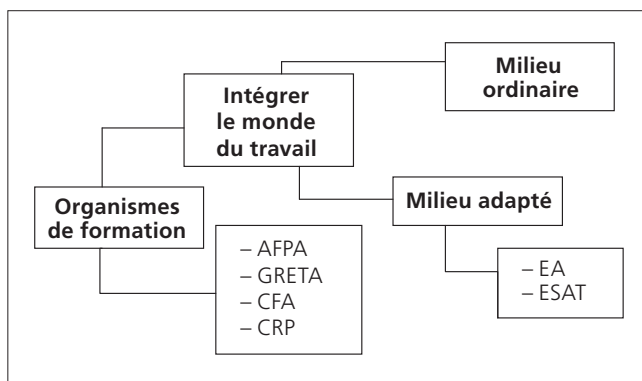 Milieu
ordinaire
Intégrer
le monde
du travail
Organismes
de formation
Milieu adapté
– AFPA
– GRETA
– CFA
– CRP
– EA
– ESAT